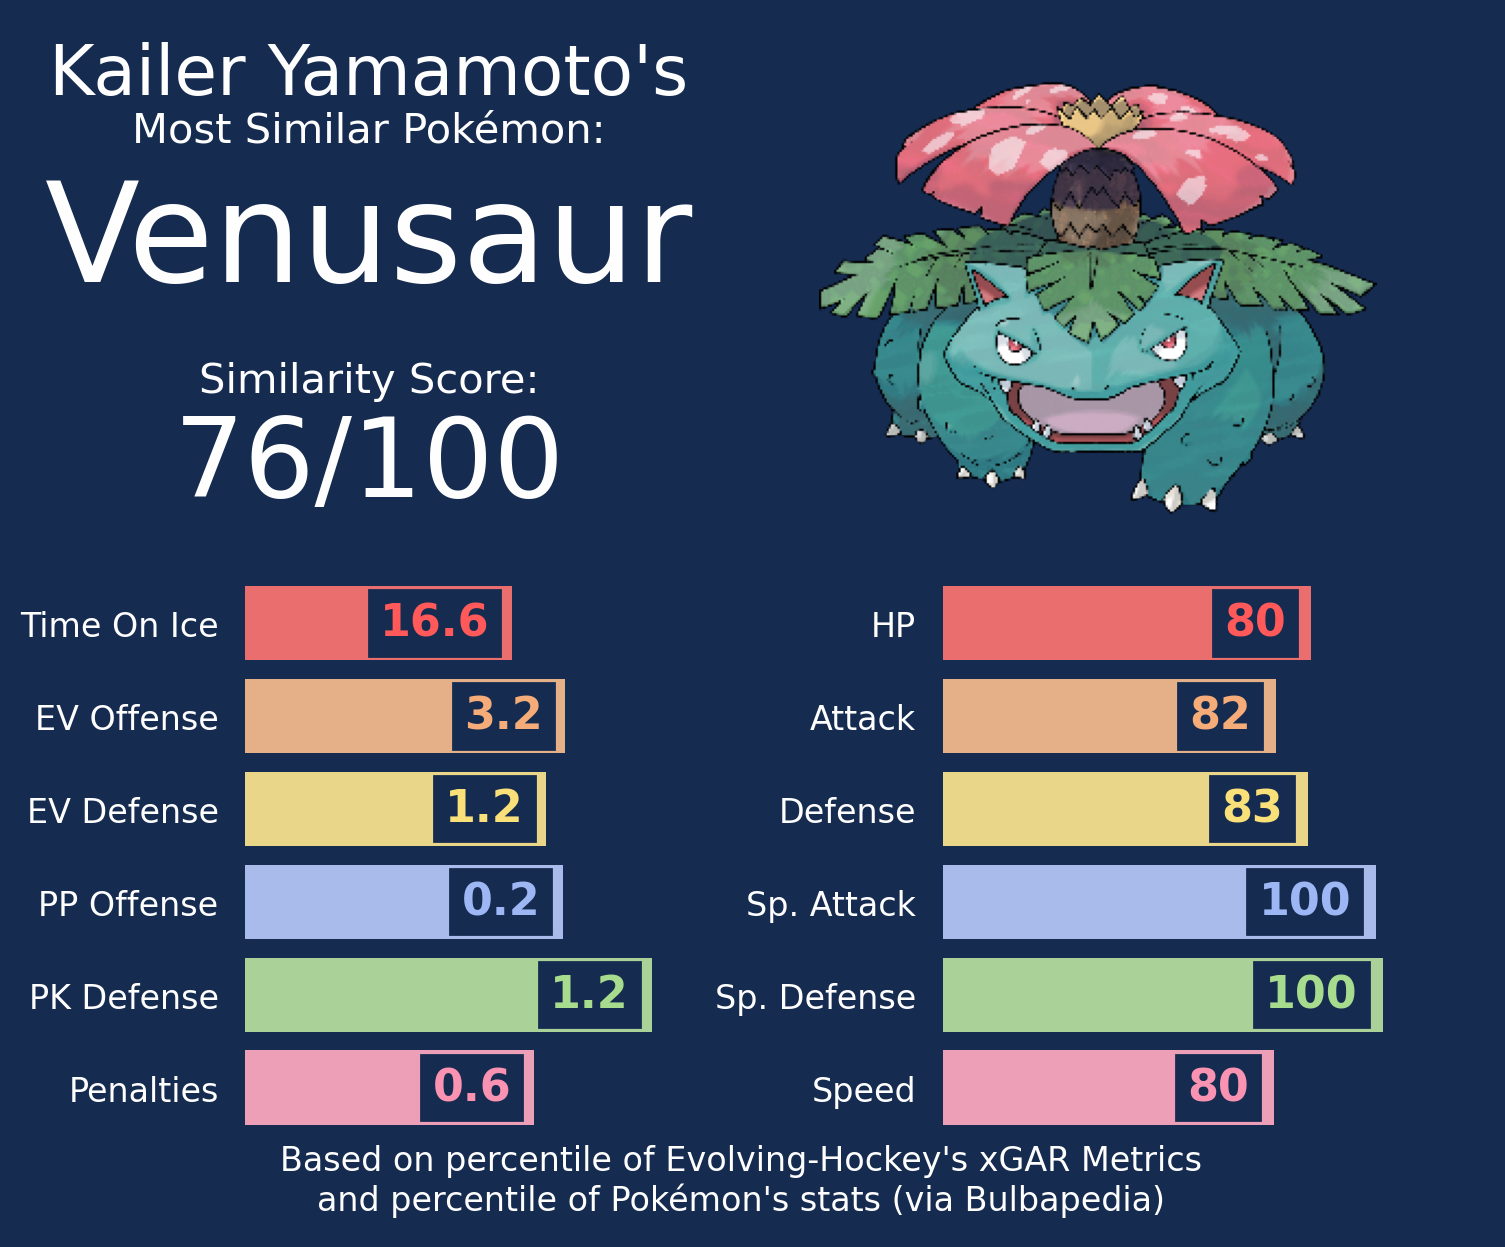 Kailer Yamamoto's
Most Similar Pokémon:
Venusaur
Similarity Score:
76/100
Time On Ice 16.6
EV Offense 3.2
EV Defense 1.2
PP Offense 0.2
PK Defense 1.2
Penalties 0.6
HP 80
Attack 82
Defense 83
Sp. Attack 100
Sp. Defense 100
Speed 80
Based on percentile of Evolving-Hockey's xGAR Metrics
and percentile of Pokémon's stats (via Bulbapedia)